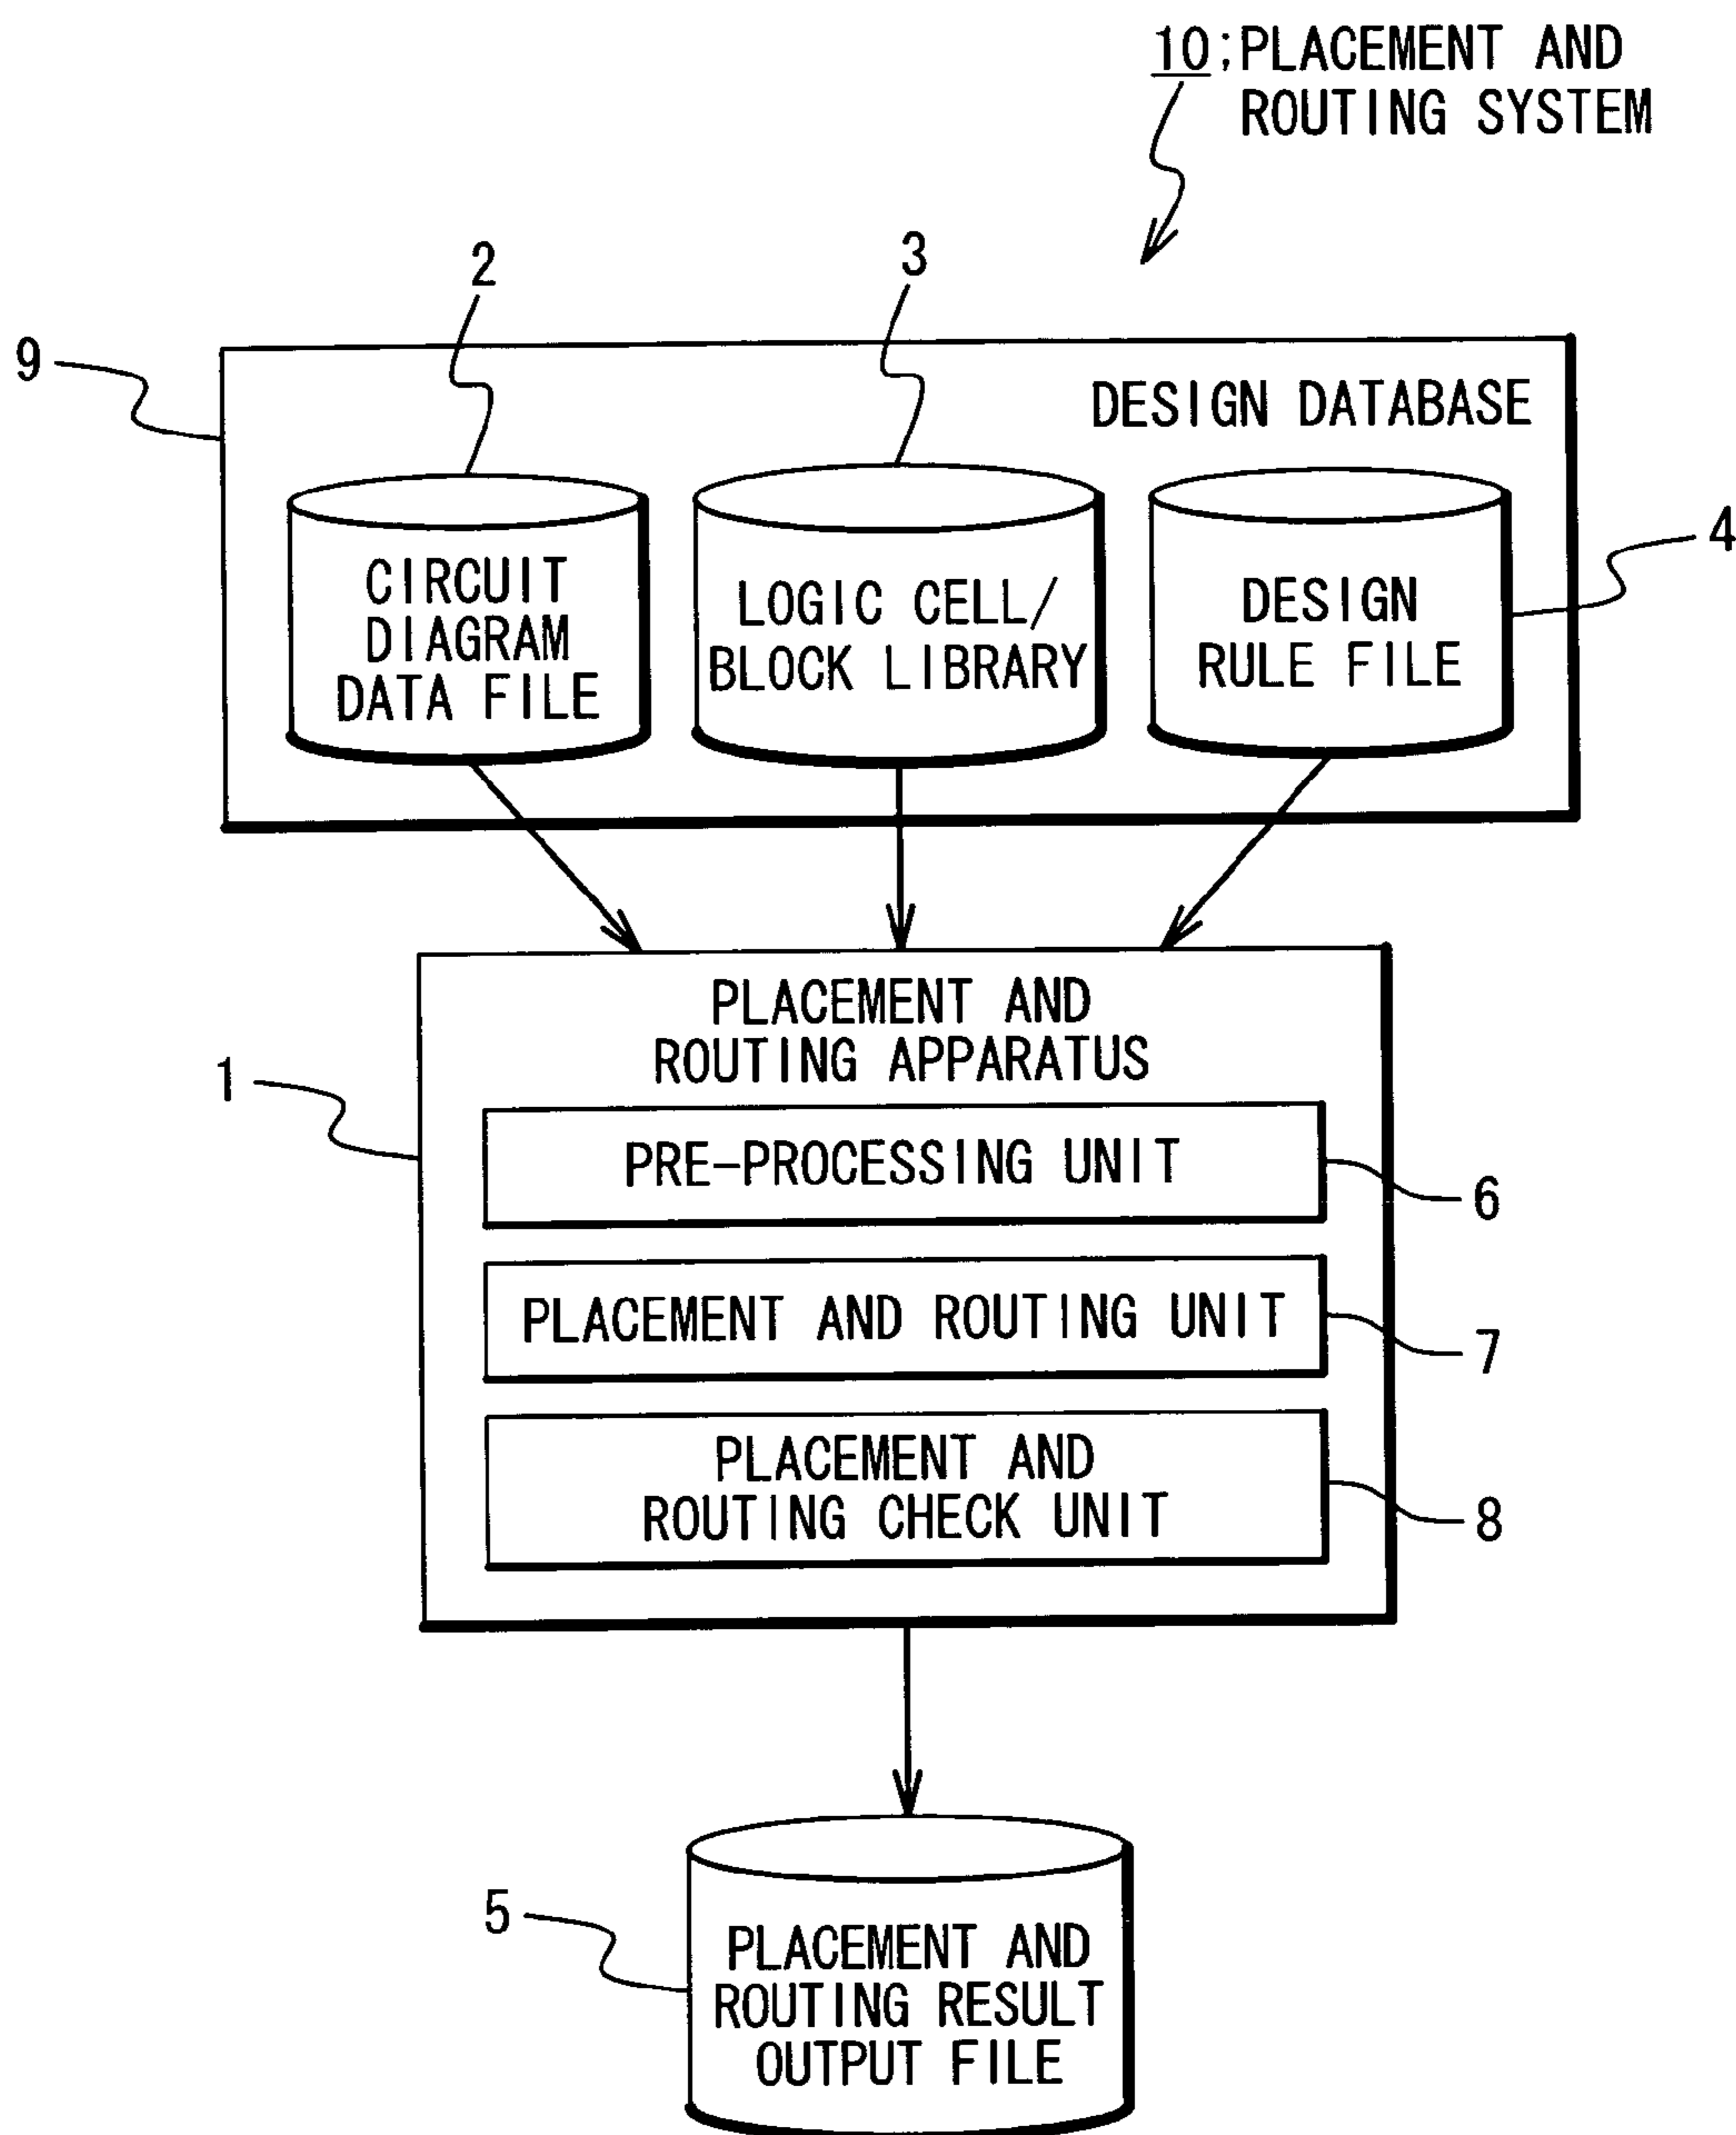 10;PLACEMENT AND
ROUTING SYSTEM
2
3
9
DESIGN DATABASE
4
CIRCUIT
DIAGRAM
DATA FILE
LOGIC CELL/
BLOCK LIBRARY
DESIGN
RULE FILE
PLACEMENT AND
ROUTING APPARATUS
1
PRE-PROCESSING UNIT
6
PLACEMENT AND ROUTING UNIT
7
PLACEMENT AND
ROUTING CHECK UNIT
8
5
PLACEMENT AND
ROUTING RESULT
OUTPUT FILE